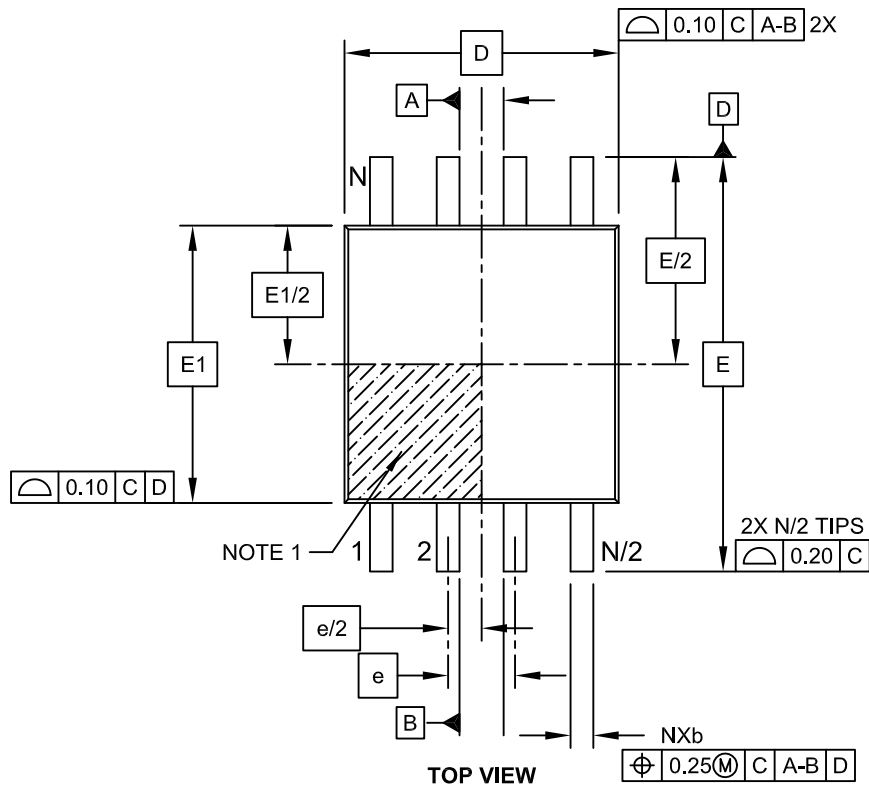 0.10 C A-B 2X
D
A
D
N
E/2
E1/2
E1
E
0.10 C D
2X N/2 TIPS
NOTE 1
1
2
N/2
0.20 C
e/2
e
B
NXb
0.25Ⓜ C A-B D
TOP VIEW